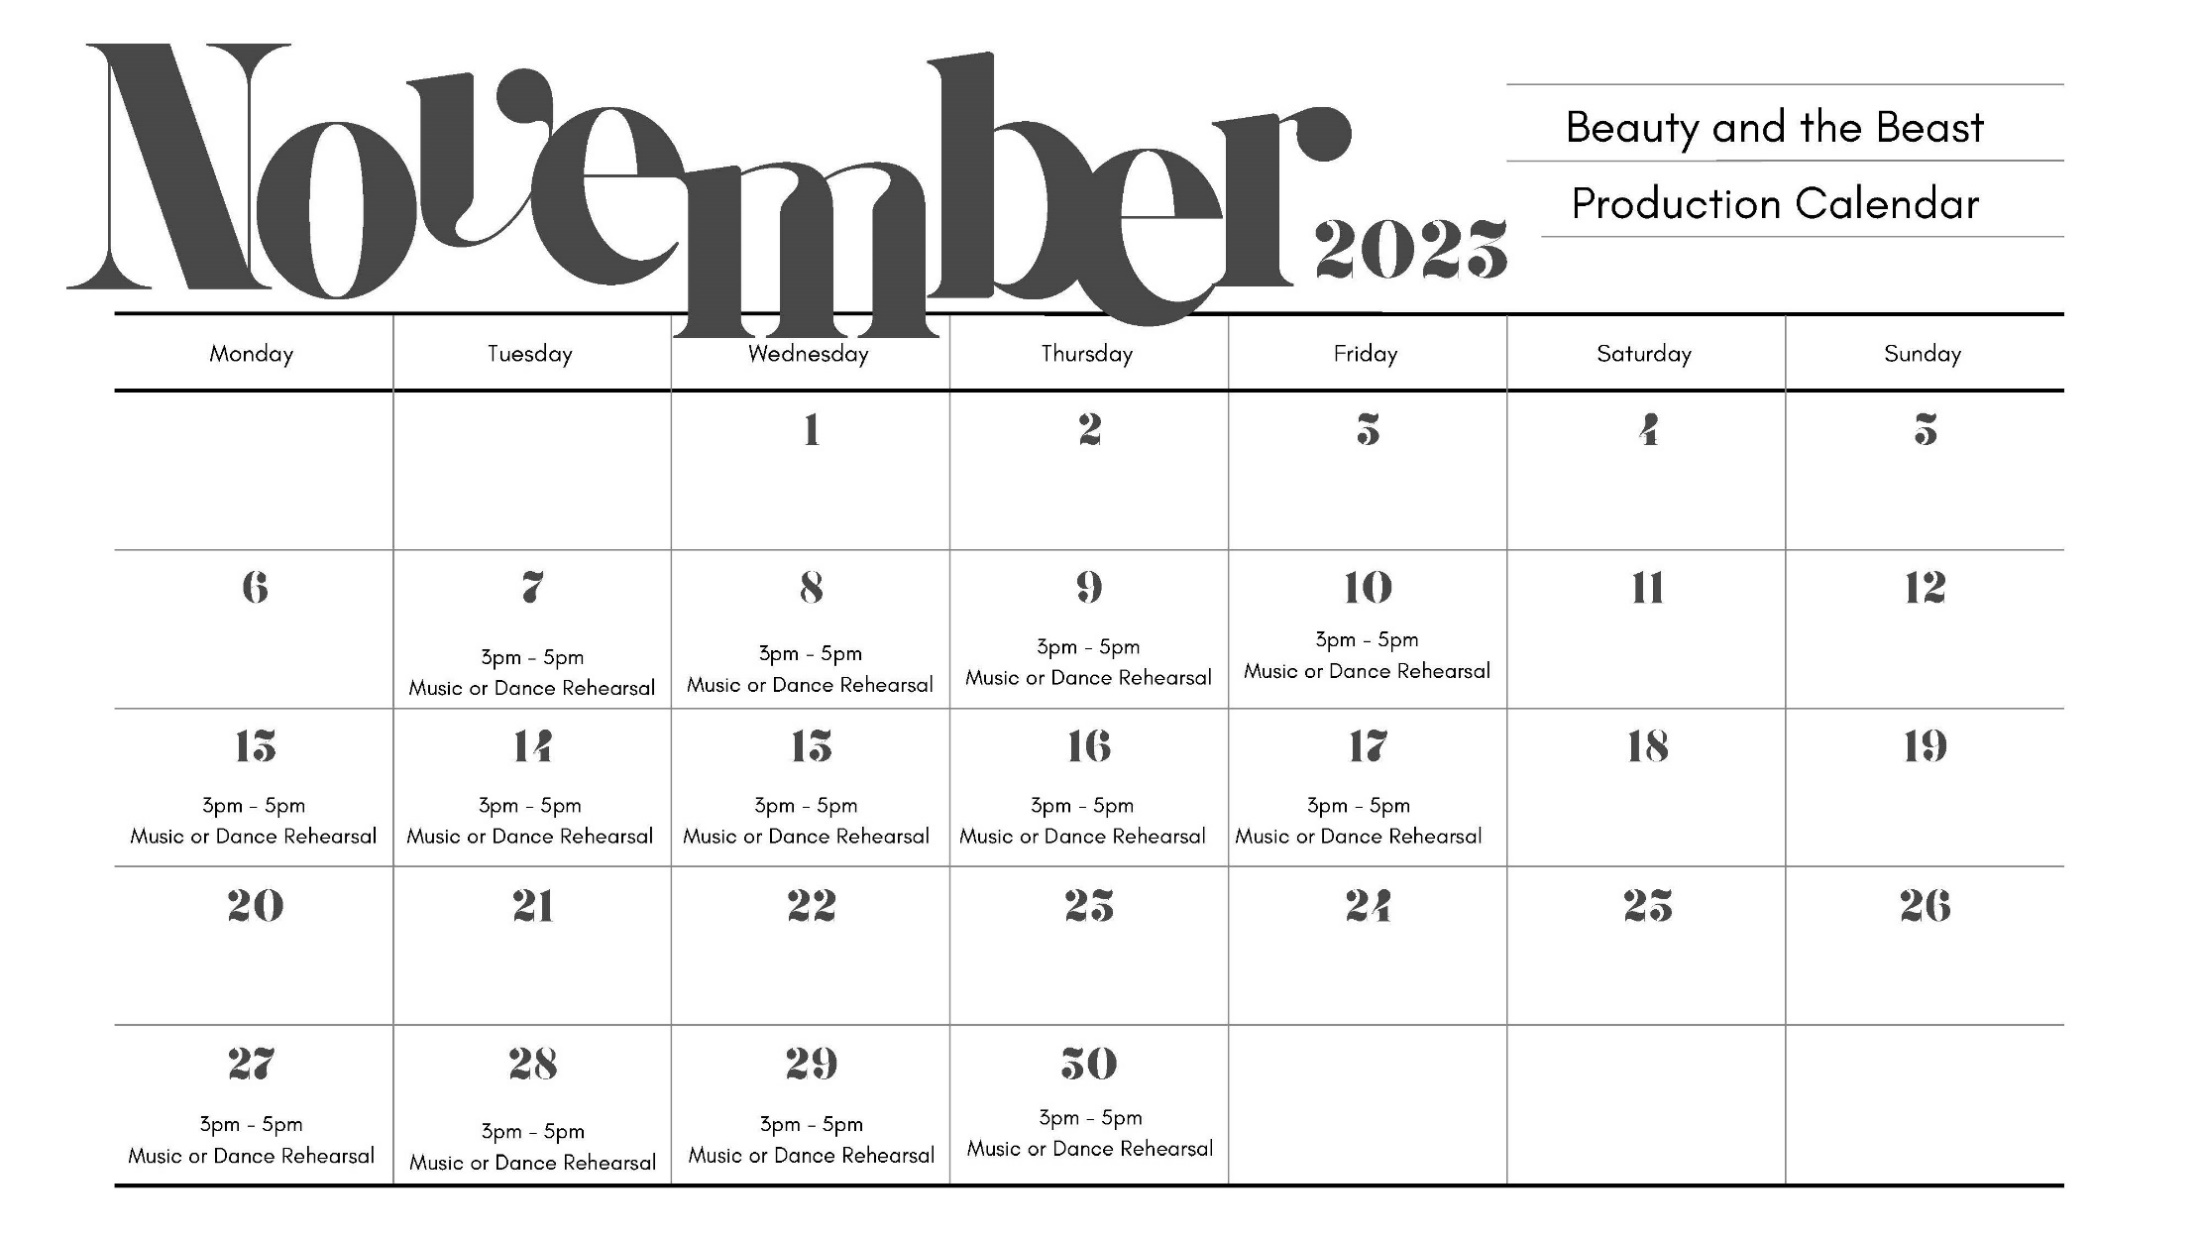 November 2023
Beauty and the Beast
Production Calendar
Monday Tuesday Wednesday Thursday Friday Saturday Sunday
1 2 3 4 5
6 7 8 9 10 11 12
3pm - 5pm 3pm - 5pm 3pm - 5pm 3pm - 5pm
Music or Dance Rehearsal Music or Dance Rehearsal Music or Dance Rehearsal Music or Dance Rehearsal
13 14 15 16 17 18 19
3pm - 5pm 3pm - 5pm 3pm - 5pm 3pm - 5pm 3pm - 5pm
Music or Dance Rehearsal Music or Dance Rehearsal Music or Dance Rehearsal Music or Dance Rehearsal Music or Dance Rehearsal
20 21 22 23 24 25 26
27 28 29 30
3pm - 5pm 3pm - 5pm 3pm - 5pm 3pm - 5pm
Music or Dance Rehearsal Music or Dance Rehearsal Music or Dance Rehearsal Music or Dance Rehearsal